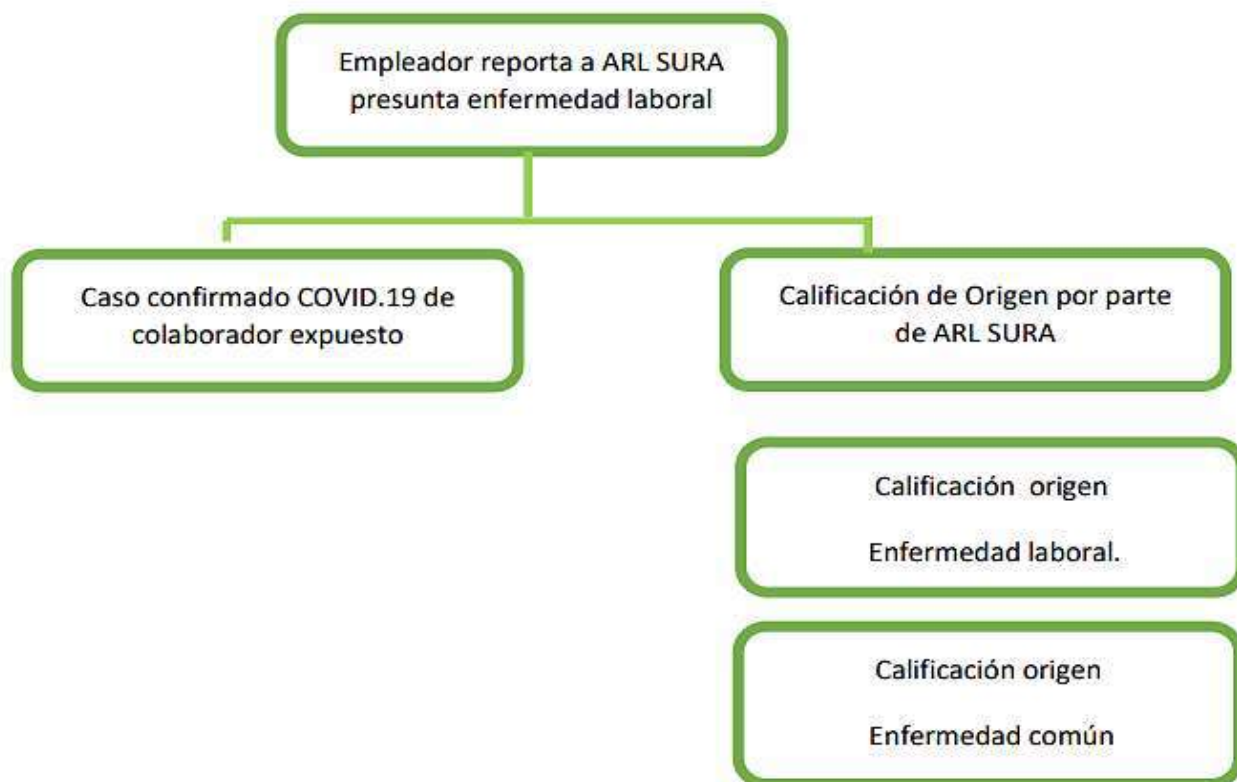 Empleador reporta a ARL SURA
presunta enfermedad laboral
Caso confirmado COVID.19 de
colaborador expuesto
Calificación de Origen por parte
de ARL SURA
Calificación origen
Enfermedad laboral.
Calificación origen
Enfermedad común